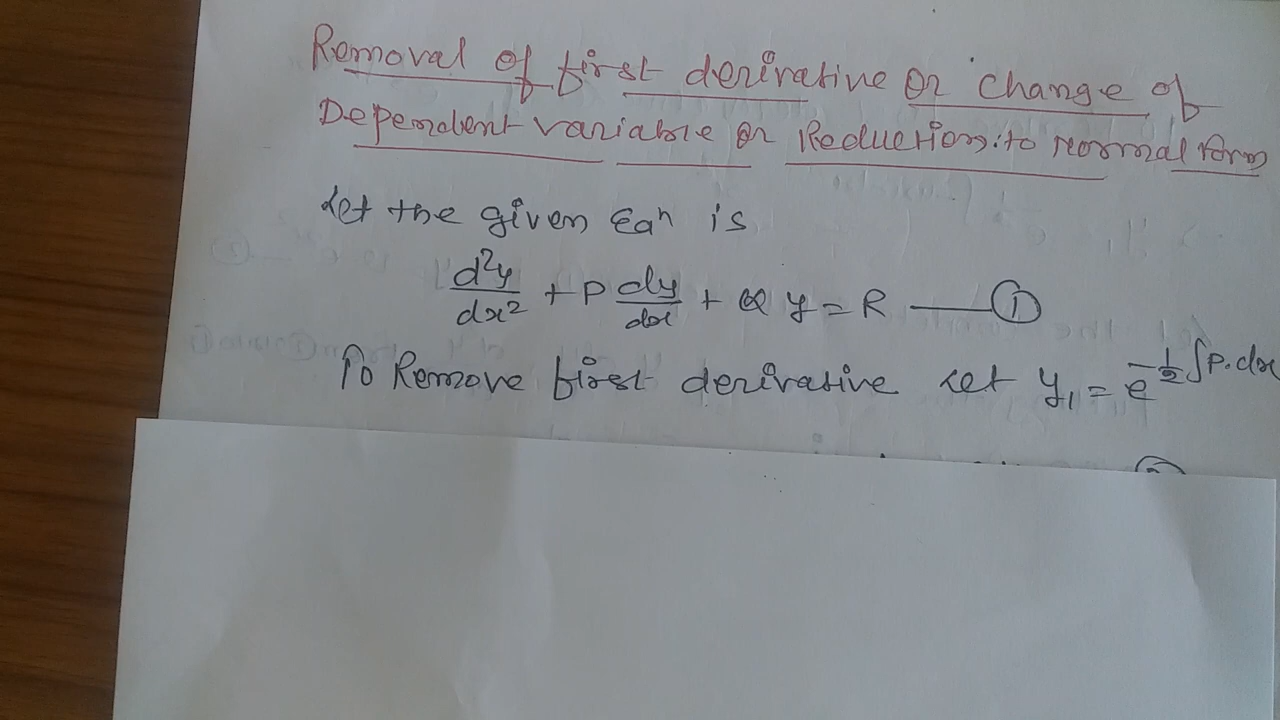 Removal of first derivative or change of
Dependent variable or Reduction: to normal form
Let the given Eqn is
d²y/dx² + P dy/dx + Q y = R —— ①
To Remove first derivative let y₁ = e^(-1/2 ∫P.dx)